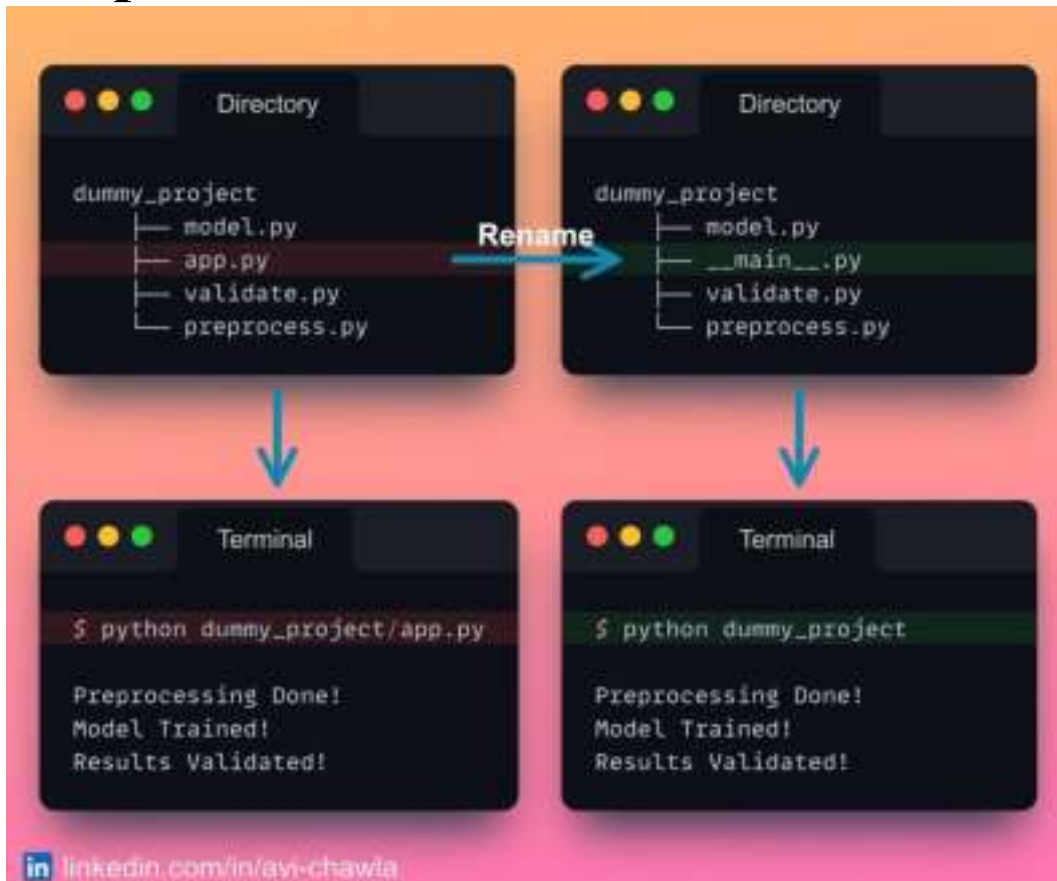 Directory
dummy_project
├── model.py
├── app.py
├── validate.py
└── preprocess.py
Rename
Directory
dummy_project
├── model.py
├── __main__.py
├── validate.py
└── preprocess.py
Terminal
$ python dummy_project/app.py
Preprocessing Done!
Model Trained!
Results Validated!
Terminal
$ python dummy_project
Preprocessing Done!
Model Trained!
Results Validated!
in linkedin.com/in/avi-chawla